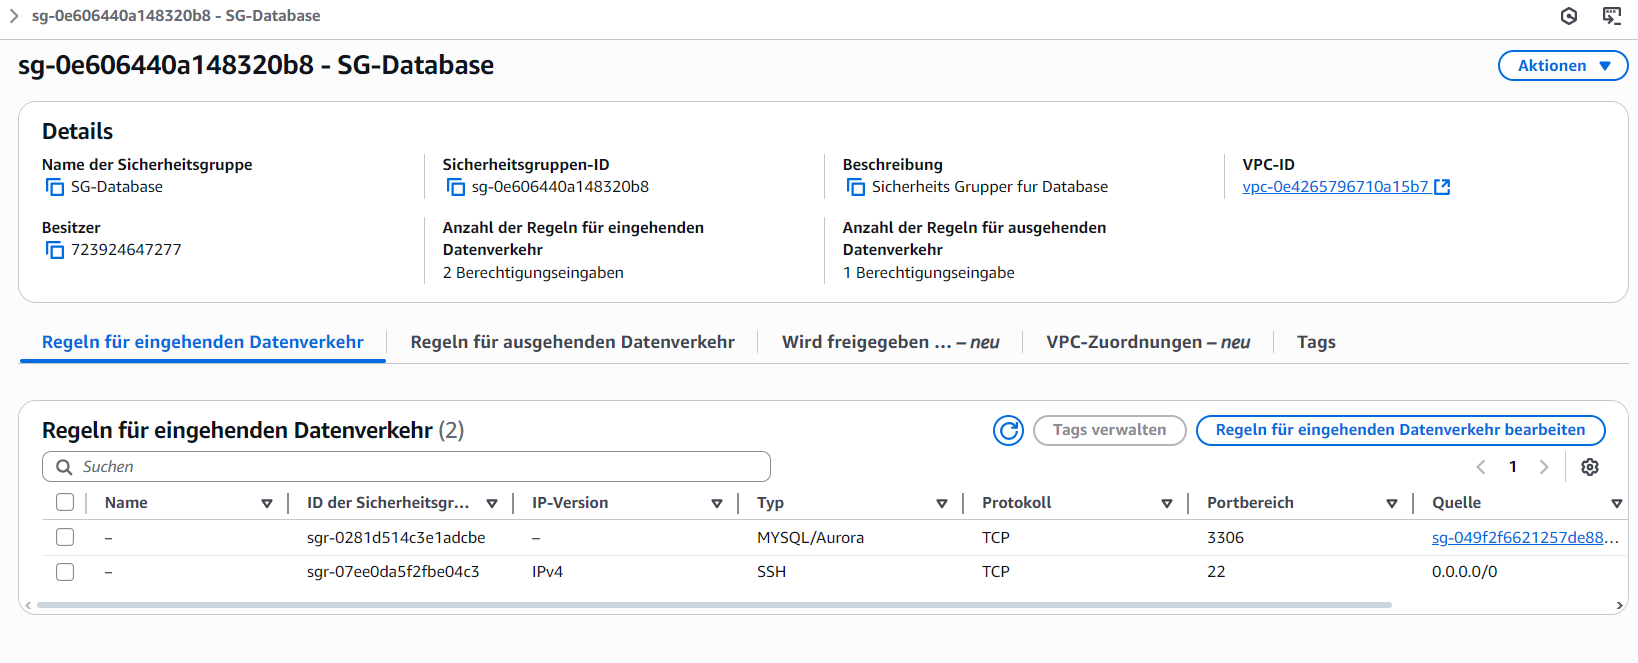 sg-0e606440a148320b8 - SG-Database
sg-0e606440a148320b8 - SG-Database
Aktionen
Details
Name der Sicherheitsgruppe
SG-Database
Sicherheitsgruppen-ID
sg-0e606440a148320b8
Beschreibung
Sicherheits Grupper fur Database
VPC-ID
vpc-0e4265796710a15b7
Besitzer
723924647277
Anzahl der Regeln für eingehenden
Datenverkehr
2 Berechtigungseingaben
Anzahl der Regeln für ausgehenden
Datenverkehr
1 Berechtigungseingabe
Regeln für eingehenden Datenverkehr
Regeln für ausgehenden Datenverkehr
Wird freigegeben ... – neu
VPC-Zuordnungen – neu
Tags
Regeln für eingehenden Datenverkehr (2)
Tags verwalten
Regeln für eingehenden Datenverkehr bearbeiten
Suchen
1
Name ID der Sicherheitsgr... IP-Version Typ Protokoll Portbereich Quelle
– sgr-0281d514c3e1adcbe – MYSQL/Aurora TCP 3306 sg-049f2f6621257de88...
– sgr-07ee0da5f2fbe04c3 IPv4 SSH TCP 22 0.0.0.0/0